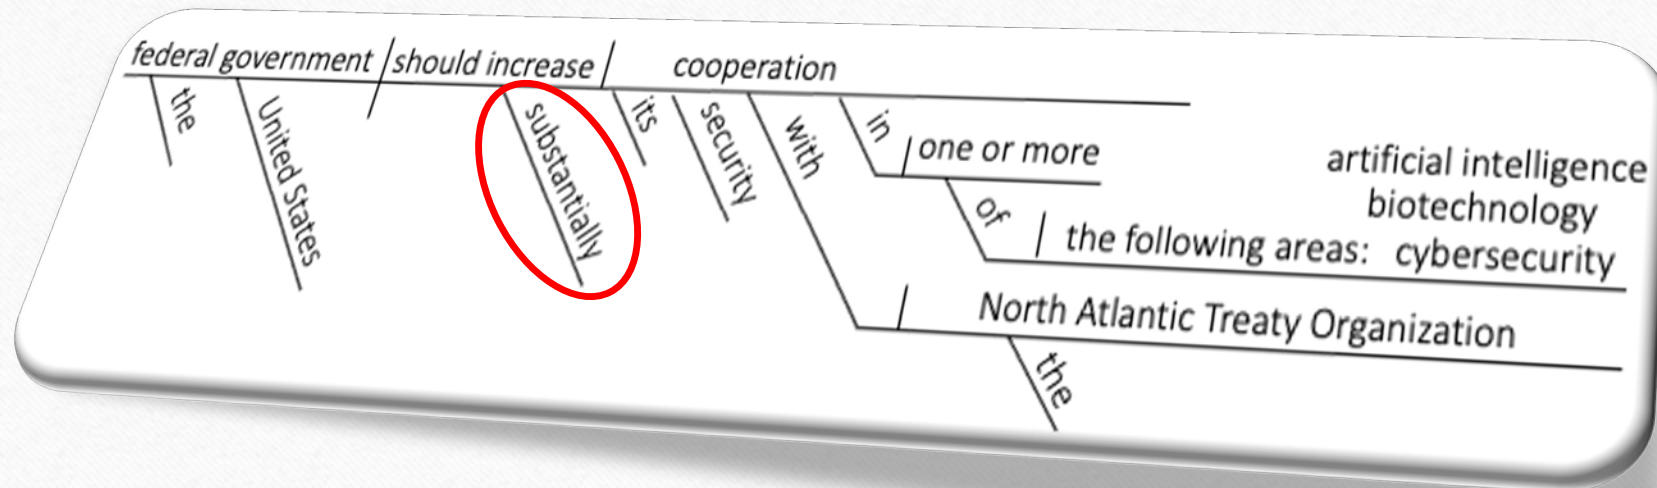 federal government should increase cooperation
the
United States
substantially
its
security
with
in
one or more
of
the following areas: artificial intelligence
biotechnology
cybersecurity
North Atlantic Treaty Organization
the